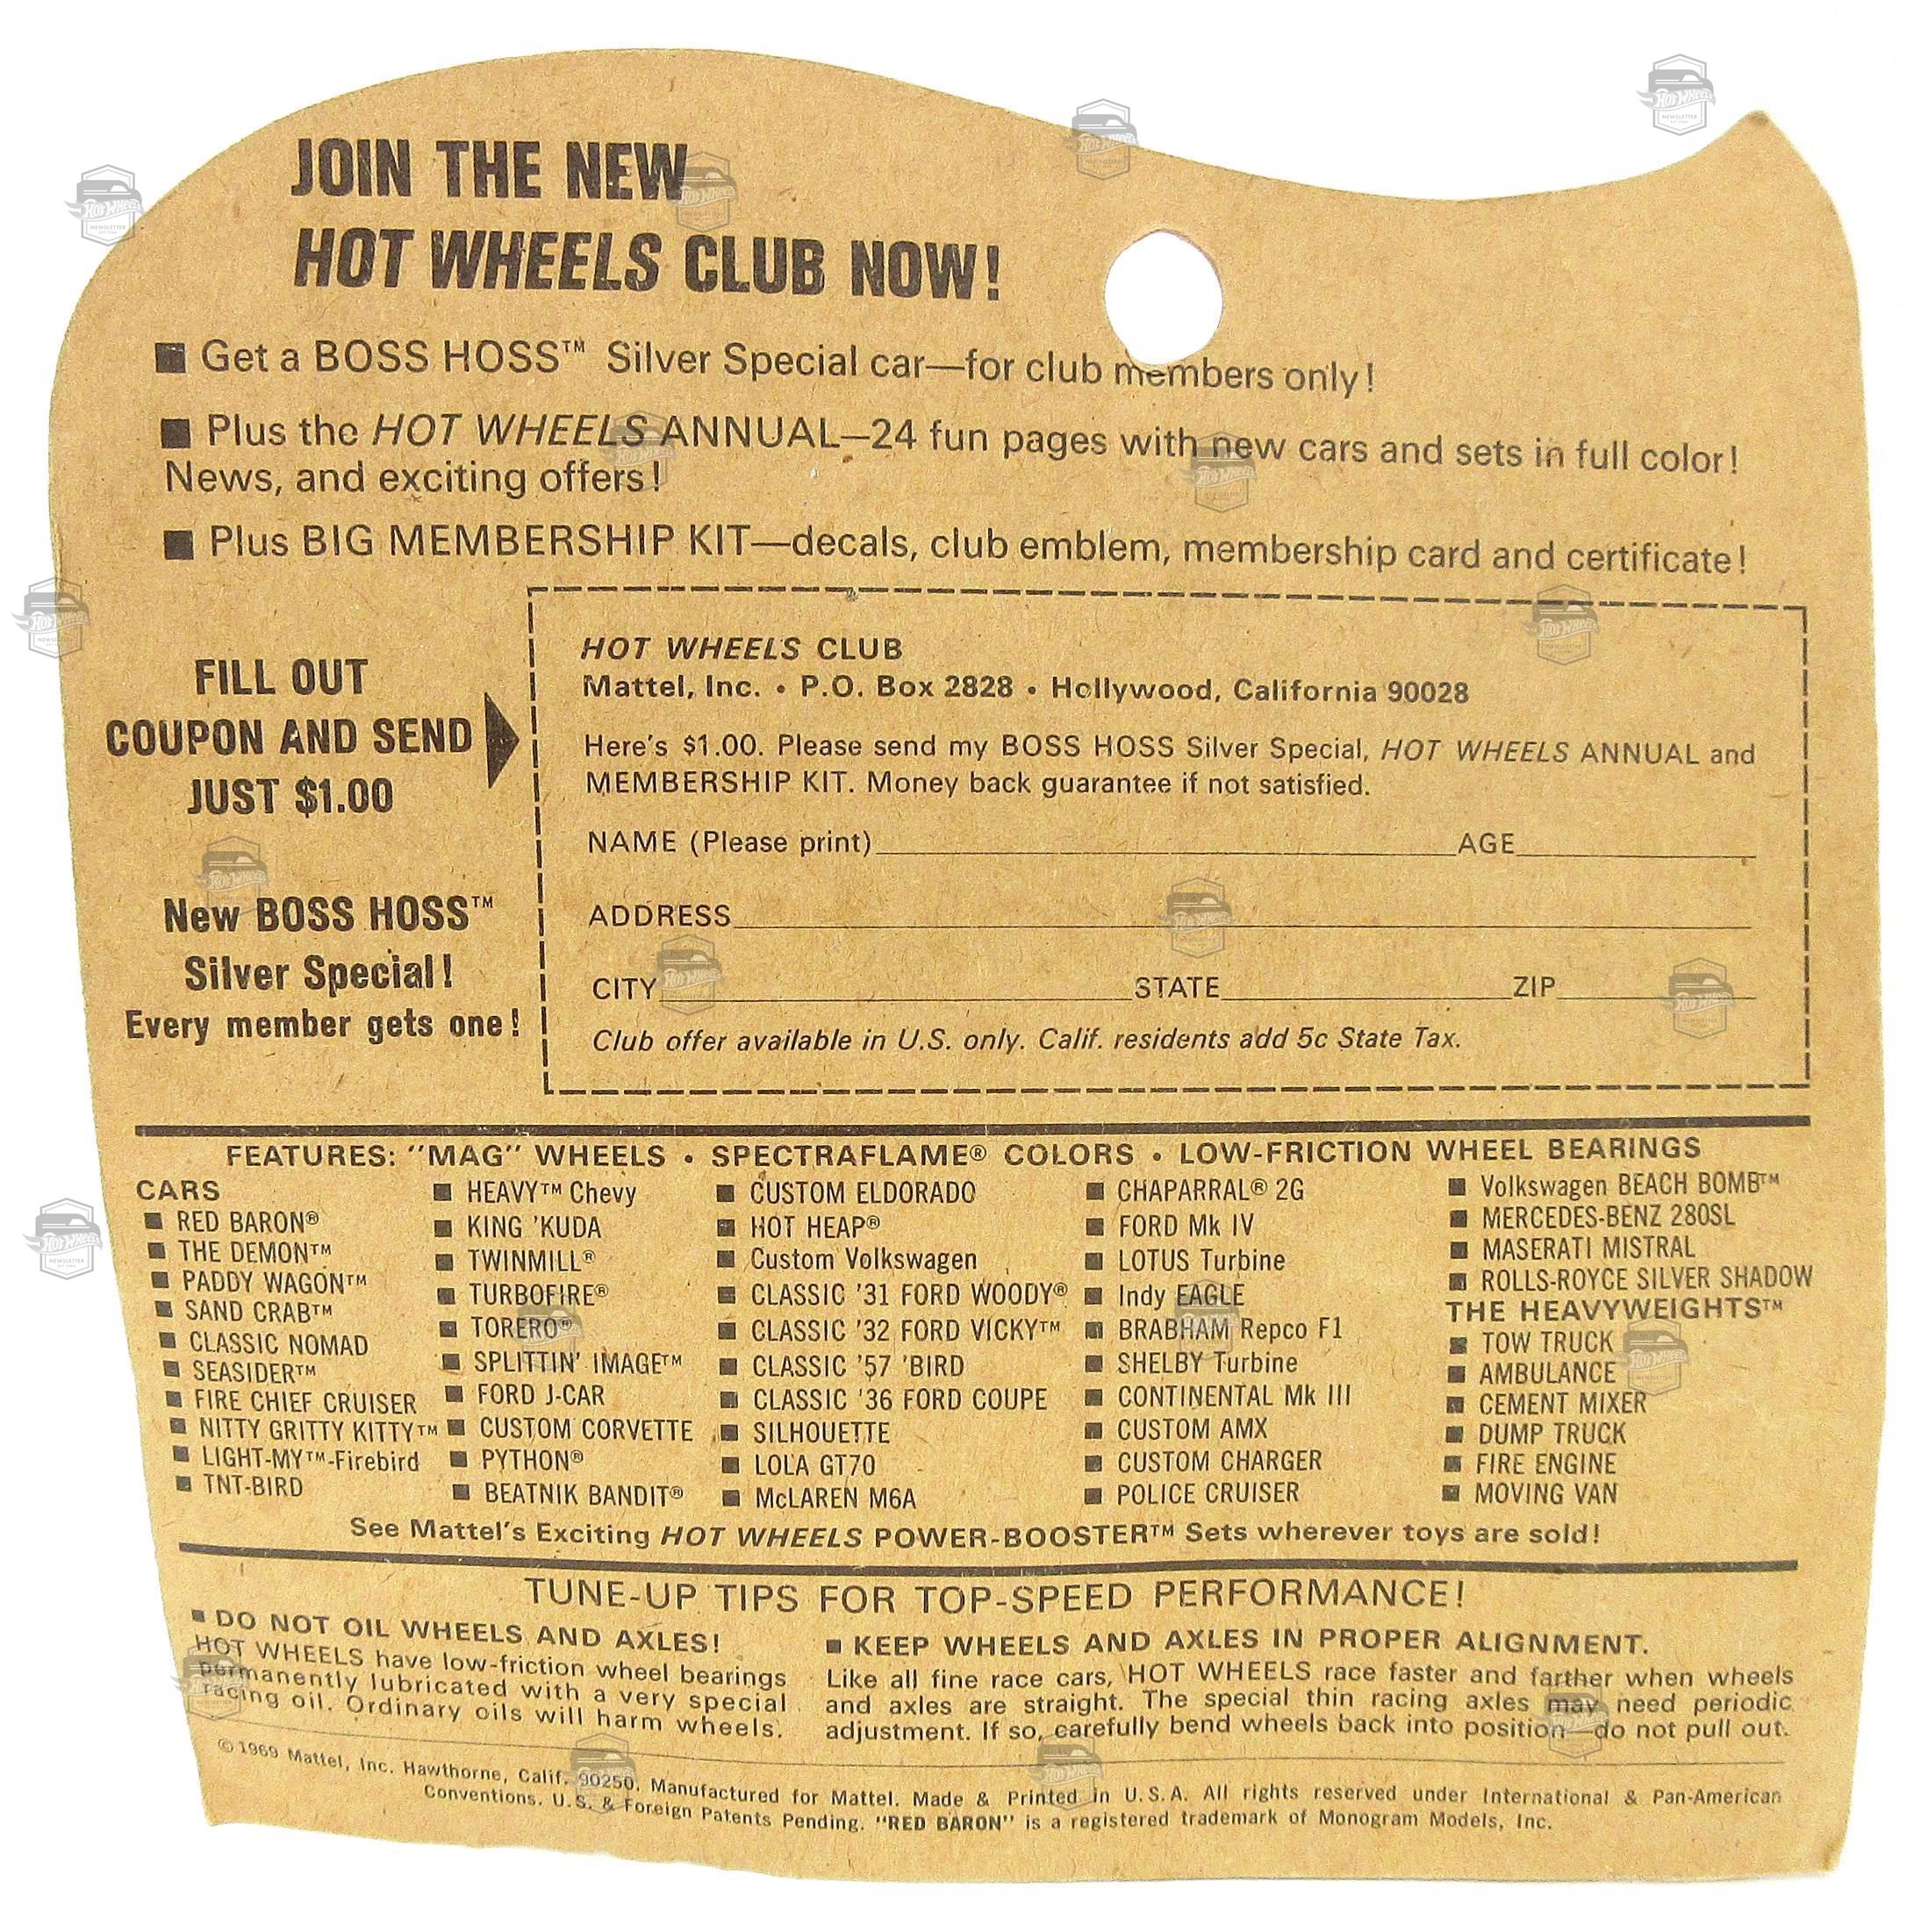 JOIN THE NEW
HOT WHEELS CLUB NOW!
■ Get a BOSS HOSS™ Silver Special car—for club members only!
■ Plus the HOT WHEELS ANNUAL—24 fun pages with new cars and sets in full color!
News, and exciting offers!
■ Plus BIG MEMBERSHIP KIT—decals, club emblem, membership card and certificate!
FILL OUT
COUPON AND SEND
JUST $1.00
New BOSS HOSS™
Silver Special!
Every member gets one!
HOT WHEELS CLUB
Mattel, Inc. • P.O. Box 2828 • Hollywood, California 90028
Here's $1.00. Please send my BOSS HOSS Silver Special, HOT WHEELS ANNUAL and
MEMBERSHIP KIT. Money back guarantee if not satisfied.
NAME (Please print) AGE
ADDRESS
CITY STATE ZIP
Club offer available in U.S. only. Calif. residents add 5c State Tax.
FEATURES: "MAG" WHEELS • SPECTRAFLAME® COLORS • LOW-FRICTION WHEEL BEARINGS
CARS
■ RED BARON®
■ THE DEMON™
■ PADDY WAGON™
■ SAND CRAB™
■ CLASSIC NOMAD
■ SEASIDER™
■ FIRE CHIEF CRUISER
■ NITTY GRITTY KITTY™
■ LIGHT-MY™-Firebird
■ TNT-BIRD
■ HEAVY™ Chevy
■ KING 'KUDA
■ TWINMILL®
■ TURBOFIRE®
■ TORERO®
■ SPLITTIN' IMAGE™
■ FORD J-CAR
■ CUSTOM CORVETTE
■ PYTHON®
■ BEATNIK BANDIT®
■ CUSTOM ELDORADO
■ HOT HEAP®
■ Custom Volkswagen
■ CLASSIC '31 FORD WOODY®
■ CLASSIC '32 FORD VICKY™
■ CLASSIC '57 'BIRD
■ CLASSIC '36 FORD COUPE
■ SILHOUETTE
■ LOLA GT70
■ McLAREN M6A
■ CHAPARRAL® 2G
■ FORD Mk IV
■ LOTUS Turbine
■ Indy EAGLE
■ BRABHAM Repco F1
■ SHELBY Turbine
■ CONTINENTAL Mk III
■ CUSTOM AMX
■ CUSTOM CHARGER
■ POLICE CRUISER
■ Volkswagen BEACH BOMB™
■ MERCEDES-BENZ 280SL
■ MASERATI MISTRAL
■ ROLLS-ROYCE SILVER SHADOW
THE HEAVYWEIGHTS™
■ TOW TRUCK
■ AMBULANCE
■ CEMENT MIXER
■ DUMP TRUCK
■ FIRE ENGINE
■ MOVING VAN
See Mattel's Exciting HOT WHEELS POWER-BOOSTER™ Sets wherever toys are sold!
TUNE-UP TIPS FOR TOP-SPEED PERFORMANCE!
■ DO NOT OIL WHEELS AND AXLES!
HOT WHEELS have low-friction wheel bearings
permanently lubricated with a very special
racing oil. Ordinary oils will harm wheels.
■ KEEP WHEELS AND AXLES IN PROPER ALIGNMENT.
Like all fine race cars, HOT WHEELS race faster and farther when wheels
and axles are straight. The special thin racing axles may need periodic
adjustment. If so, carefully bend wheels back into position—do not pull out.
© 1969 Mattel, Inc. Hawthorne, Calif. 90250. Manufactured for Mattel. Made & Printed in U.S.A. All rights reserved under International & Pan-American
Conventions. U.S. & Foreign Patents Pending. "RED BARON" is a registered trademark of Monogram Models, Inc.